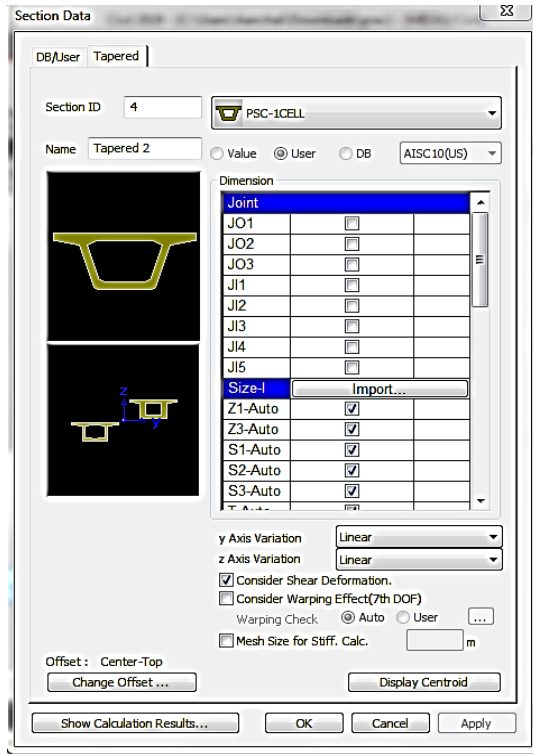 Section Data
DB/User Tapered
Section ID 4 PSC-1CELL
Name Tapered 2 Value User DB AISC10(US)
Dimension
Joint
JO1
JO2
JO3
JI1
JI2
JI3
JI4
JI5
Size-I Import...
Z1-Auto
Z3-Auto
S1-Auto
S2-Auto
S3-Auto
z
y
y Axis Variation Linear
z Axis Variation Linear
Consider Shear Deformation.
Consider Warping Effect(7th DOF)
Warping Check Auto User ...
Mesh Size for Stiff. Calc. m
Offset : Center-Top
Change Offset ... Display Centroid
Show Calculation Results... OK Cancel Apply